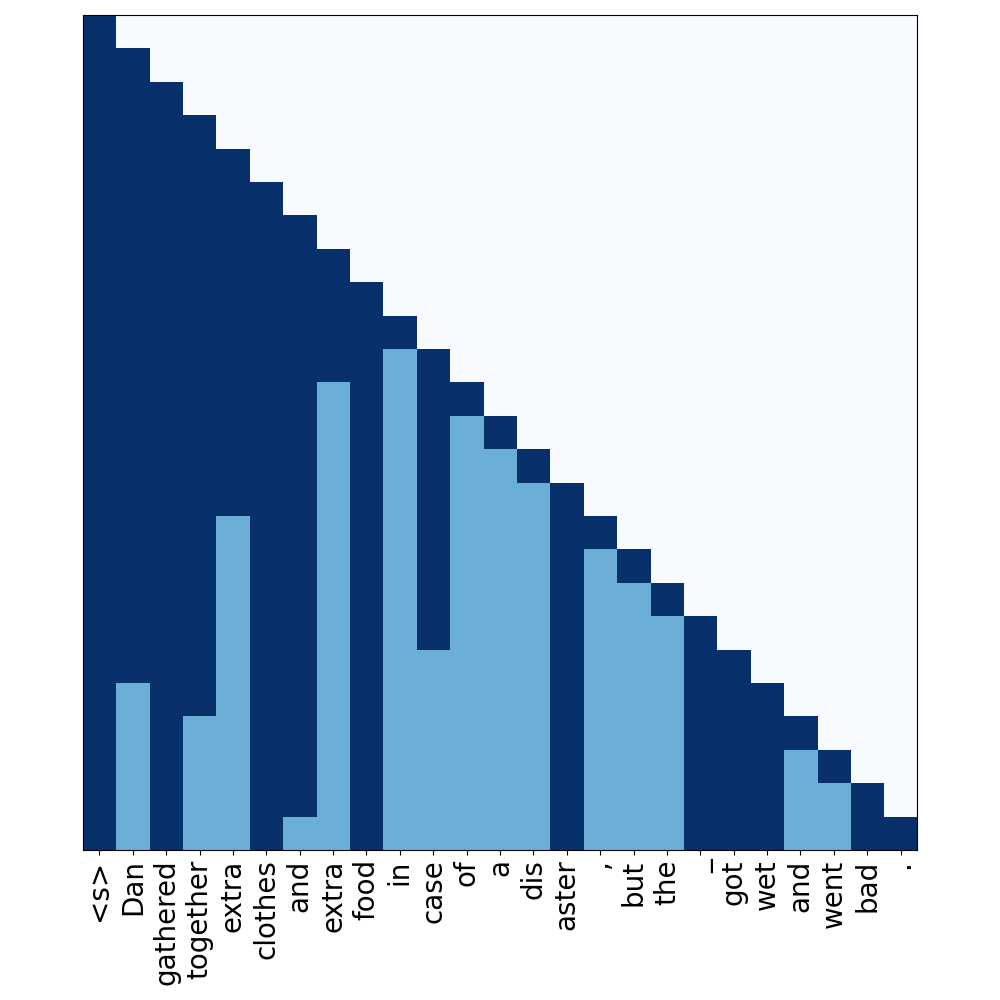 <s>
Dan
gathered
together
extra
clothes
and
extra
food
in
case
of
a
dis
aster
,
but
the
_
got
wet
and
went
bad
.